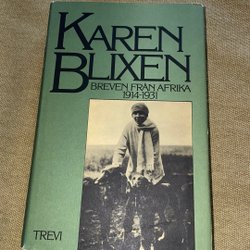 KAREN
BLIXEN
BREVEN FRÅN AFRIKA
1914-1931
TREVI